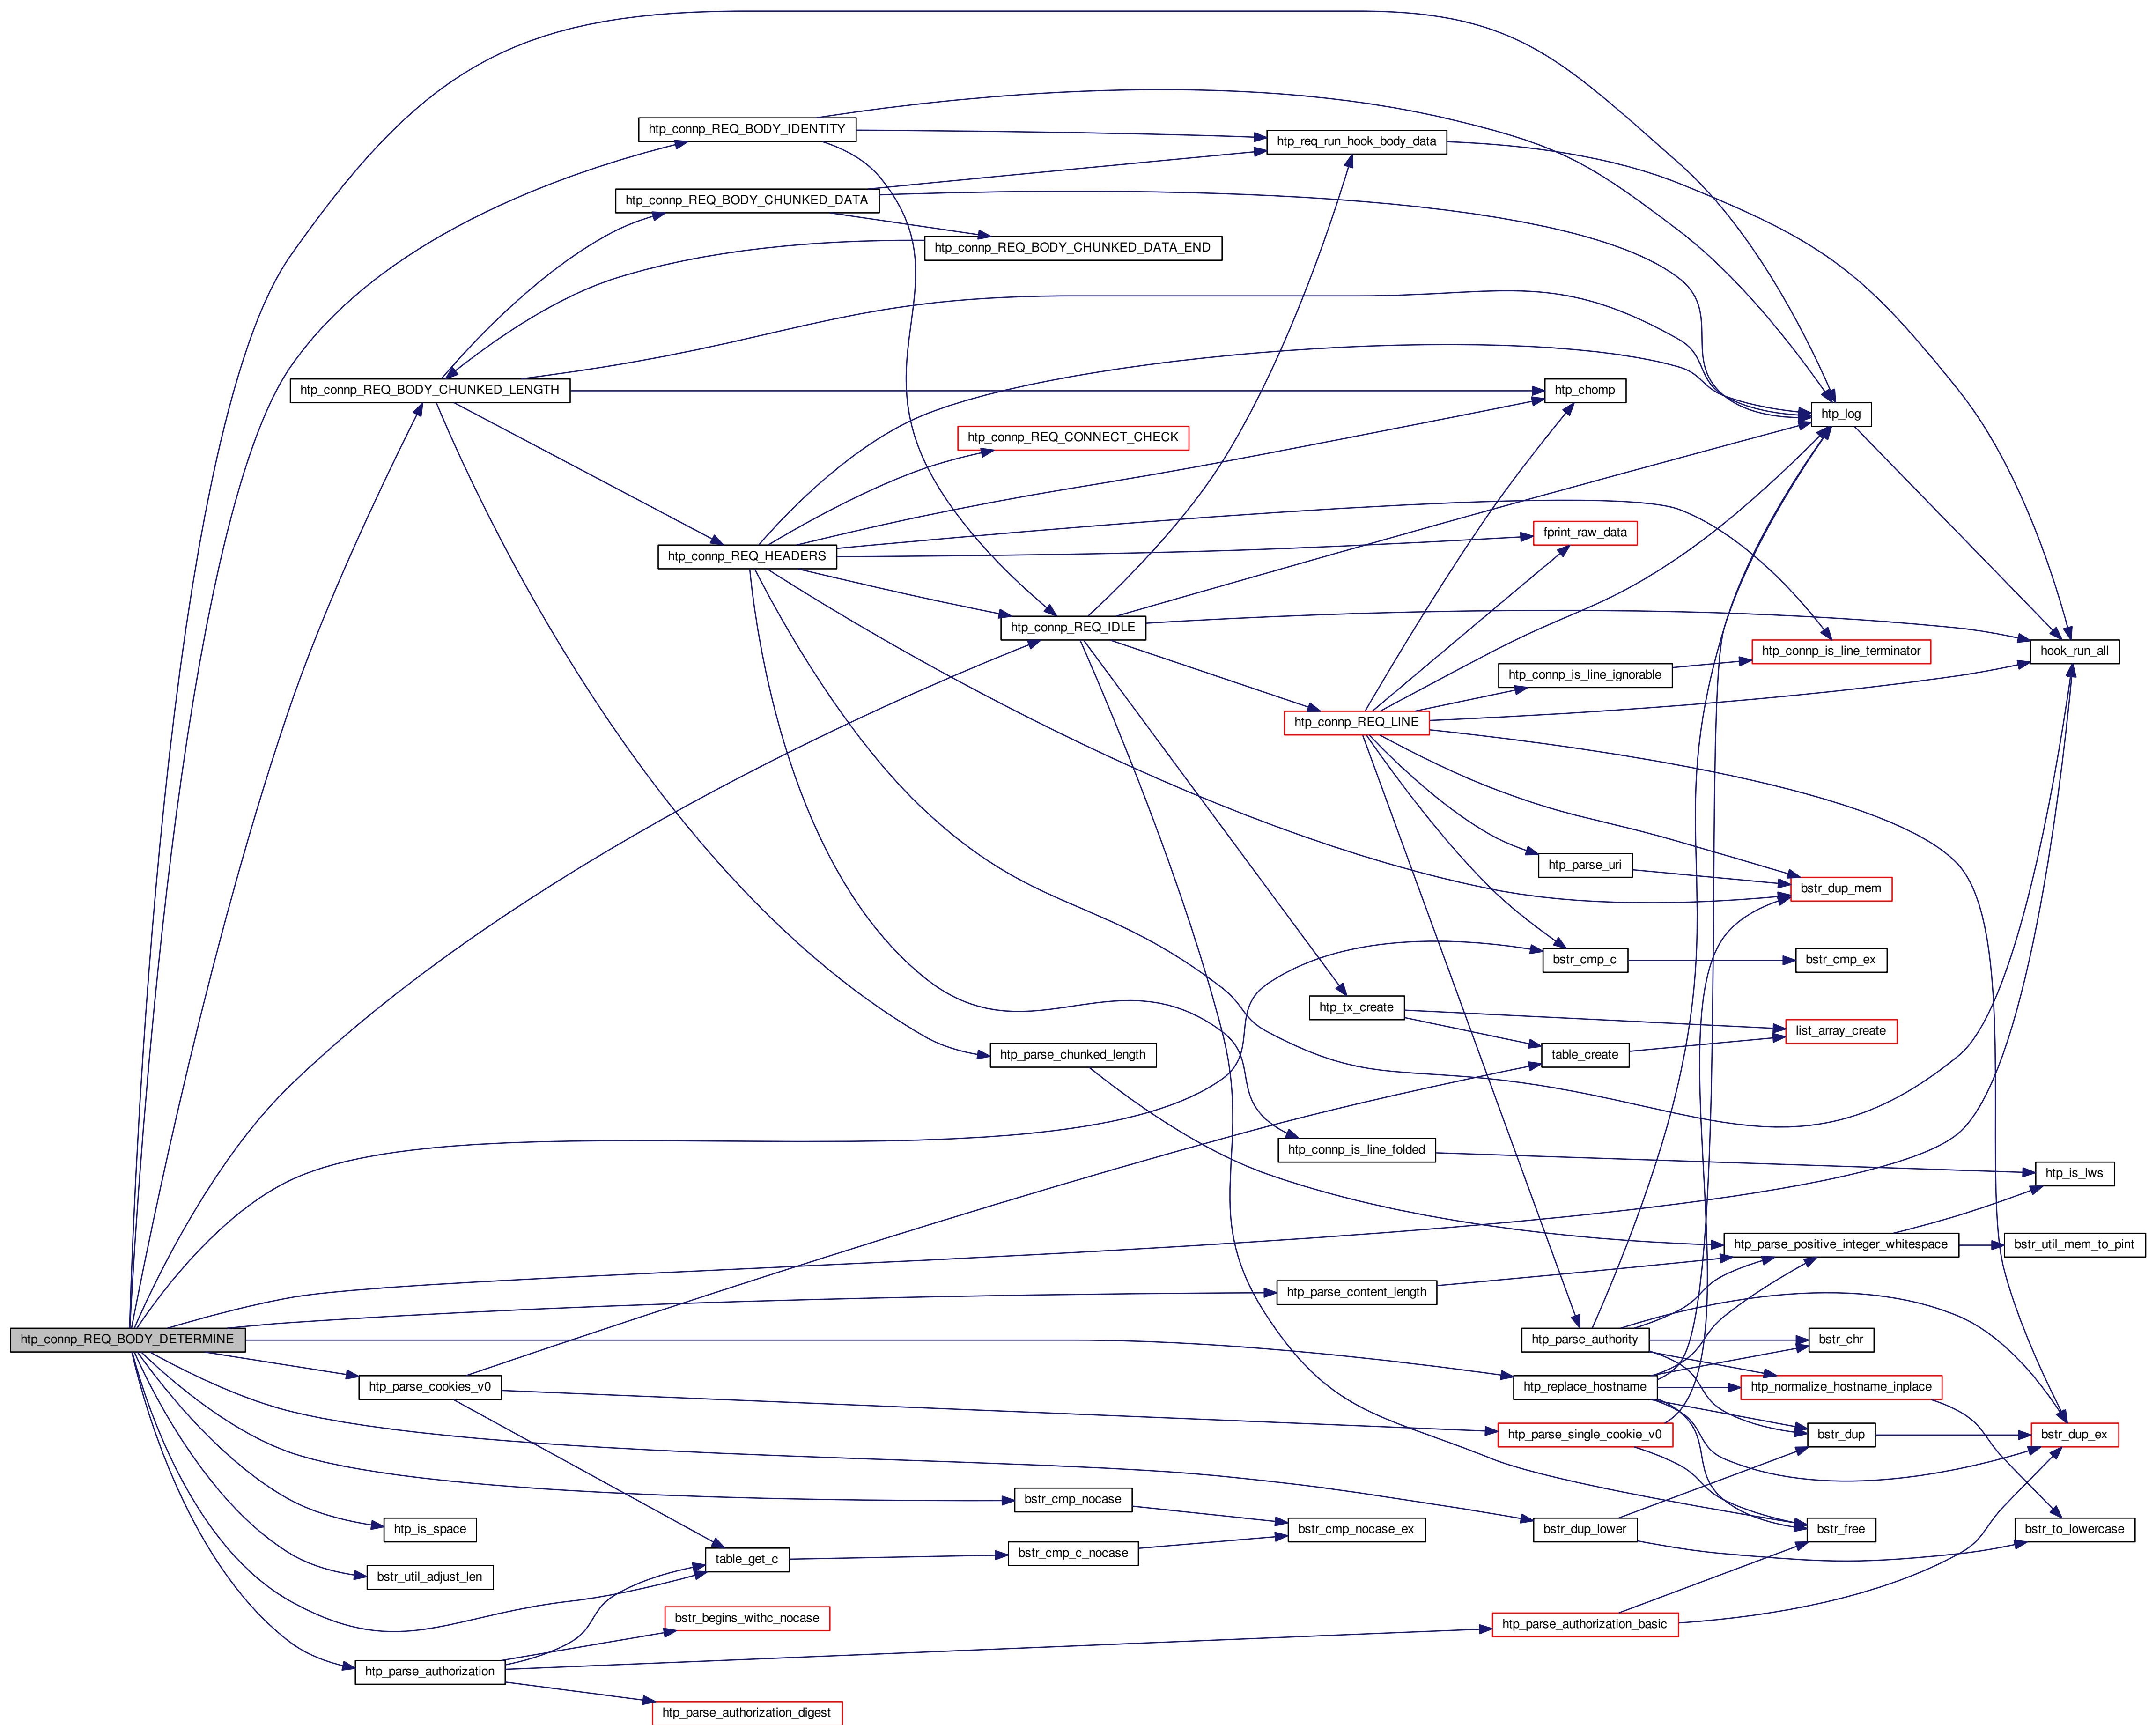 htp_connp_REQ_BODY_IDENTITY
htp_req_run_hook_body_data
htp_connp_REQ_BODY_CHUNKED_DATA
htp_connp_REQ_BODY_CHUNKED_DATA_END
htp_connp_REQ_BODY_CHUNKED_LENGTH
htp_chomp
htp_log
htp_connp_REQ_CONNECT_CHECK
fprint_raw_data
htp_connp_REQ_HEADERS
htp_connp_REQ_IDLE
htp_connp_is_line_terminator
hook_run_all
htp_connp_is_line_ignorable
htp_connp_REQ_LINE
htp_parse_uri
bstr_dup_mem
bstr_cmp_c
bstr_cmp_ex
htp_tx_create
list_array_create
htp_parse_chunked_length
table_create
htp_connp_is_line_folded
htp_is_lws
htp_parse_positive_integer_whitespace
bstr_util_mem_to_pint
htp_parse_content_length
htp_connp_REQ_BODY_DETERMINE
htp_parse_authority
bstr_chr
htp_parse_cookies_v0
htp_replace_hostname
htp_normalize_hostname_inplace
htp_parse_single_cookie_v0
bstr_dup
bstr_dup_ex
bstr_cmp_nocase
htp_is_space
bstr_cmp_nocase_ex
bstr_dup_lower
bstr_free
bstr_to_lowercase
table_get_c
bstr_cmp_c_nocase
bstr_util_adjust_len
bstr_begins_withc_nocase
htp_parse_authorization_basic
htp_parse_authorization
htp_parse_authorization_digest